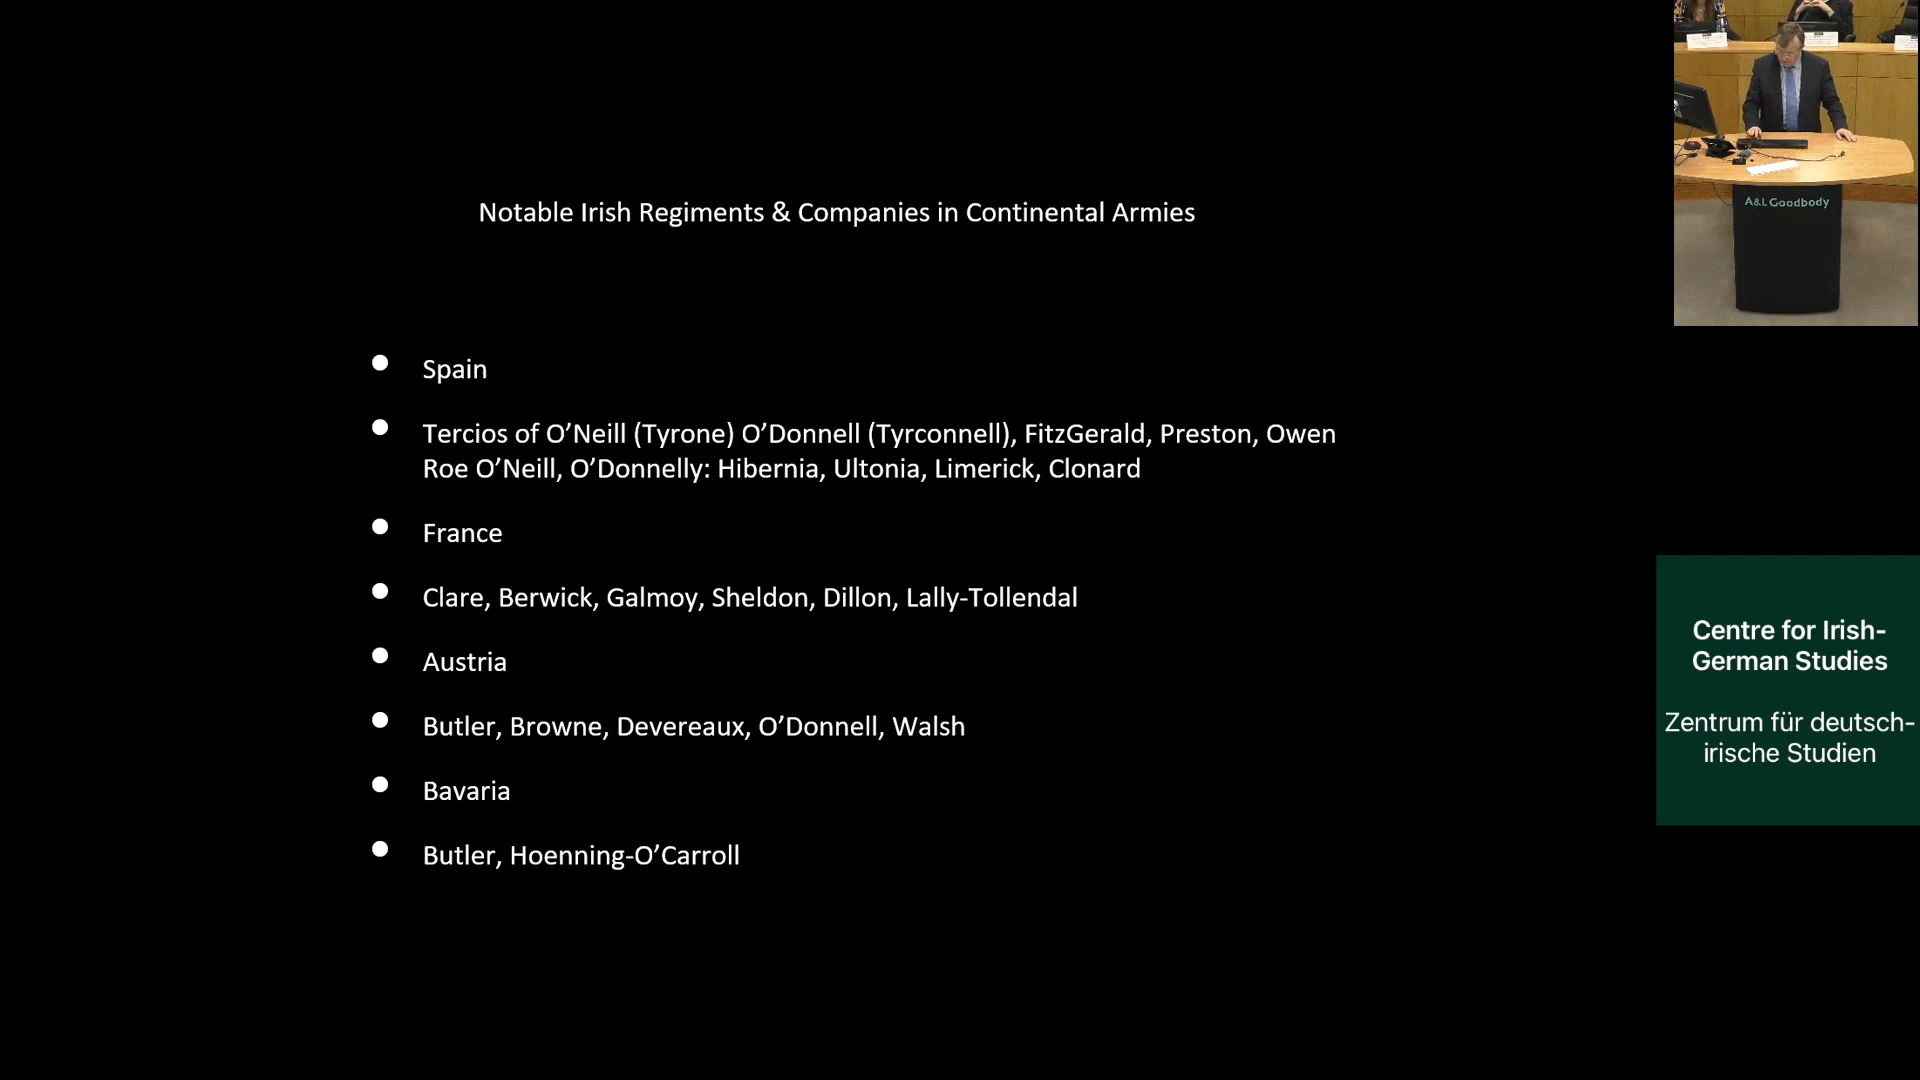 Notable Irish Regiments & Companies in Continental Armies
Spain
Tercios of O’Neill (Tyrone) O’Donnell (Tyrconnell), FitzGerald, Preston, Owen
Roe O’Neill, O’Donnelly: Hibernia, Ultonia, Limerick, Clonard
France
Clare, Berwick, Galmoy, Sheldon, Dillon, Lally-Tollendal
Austria
Butler, Browne, Devereaux, O’Donnell, Walsh
Bavaria
Butler, Hoenning-O’Carroll
A&L Goodbody
Centre for Irish-
German Studies
Zentrum für deutsch-
irische Studien